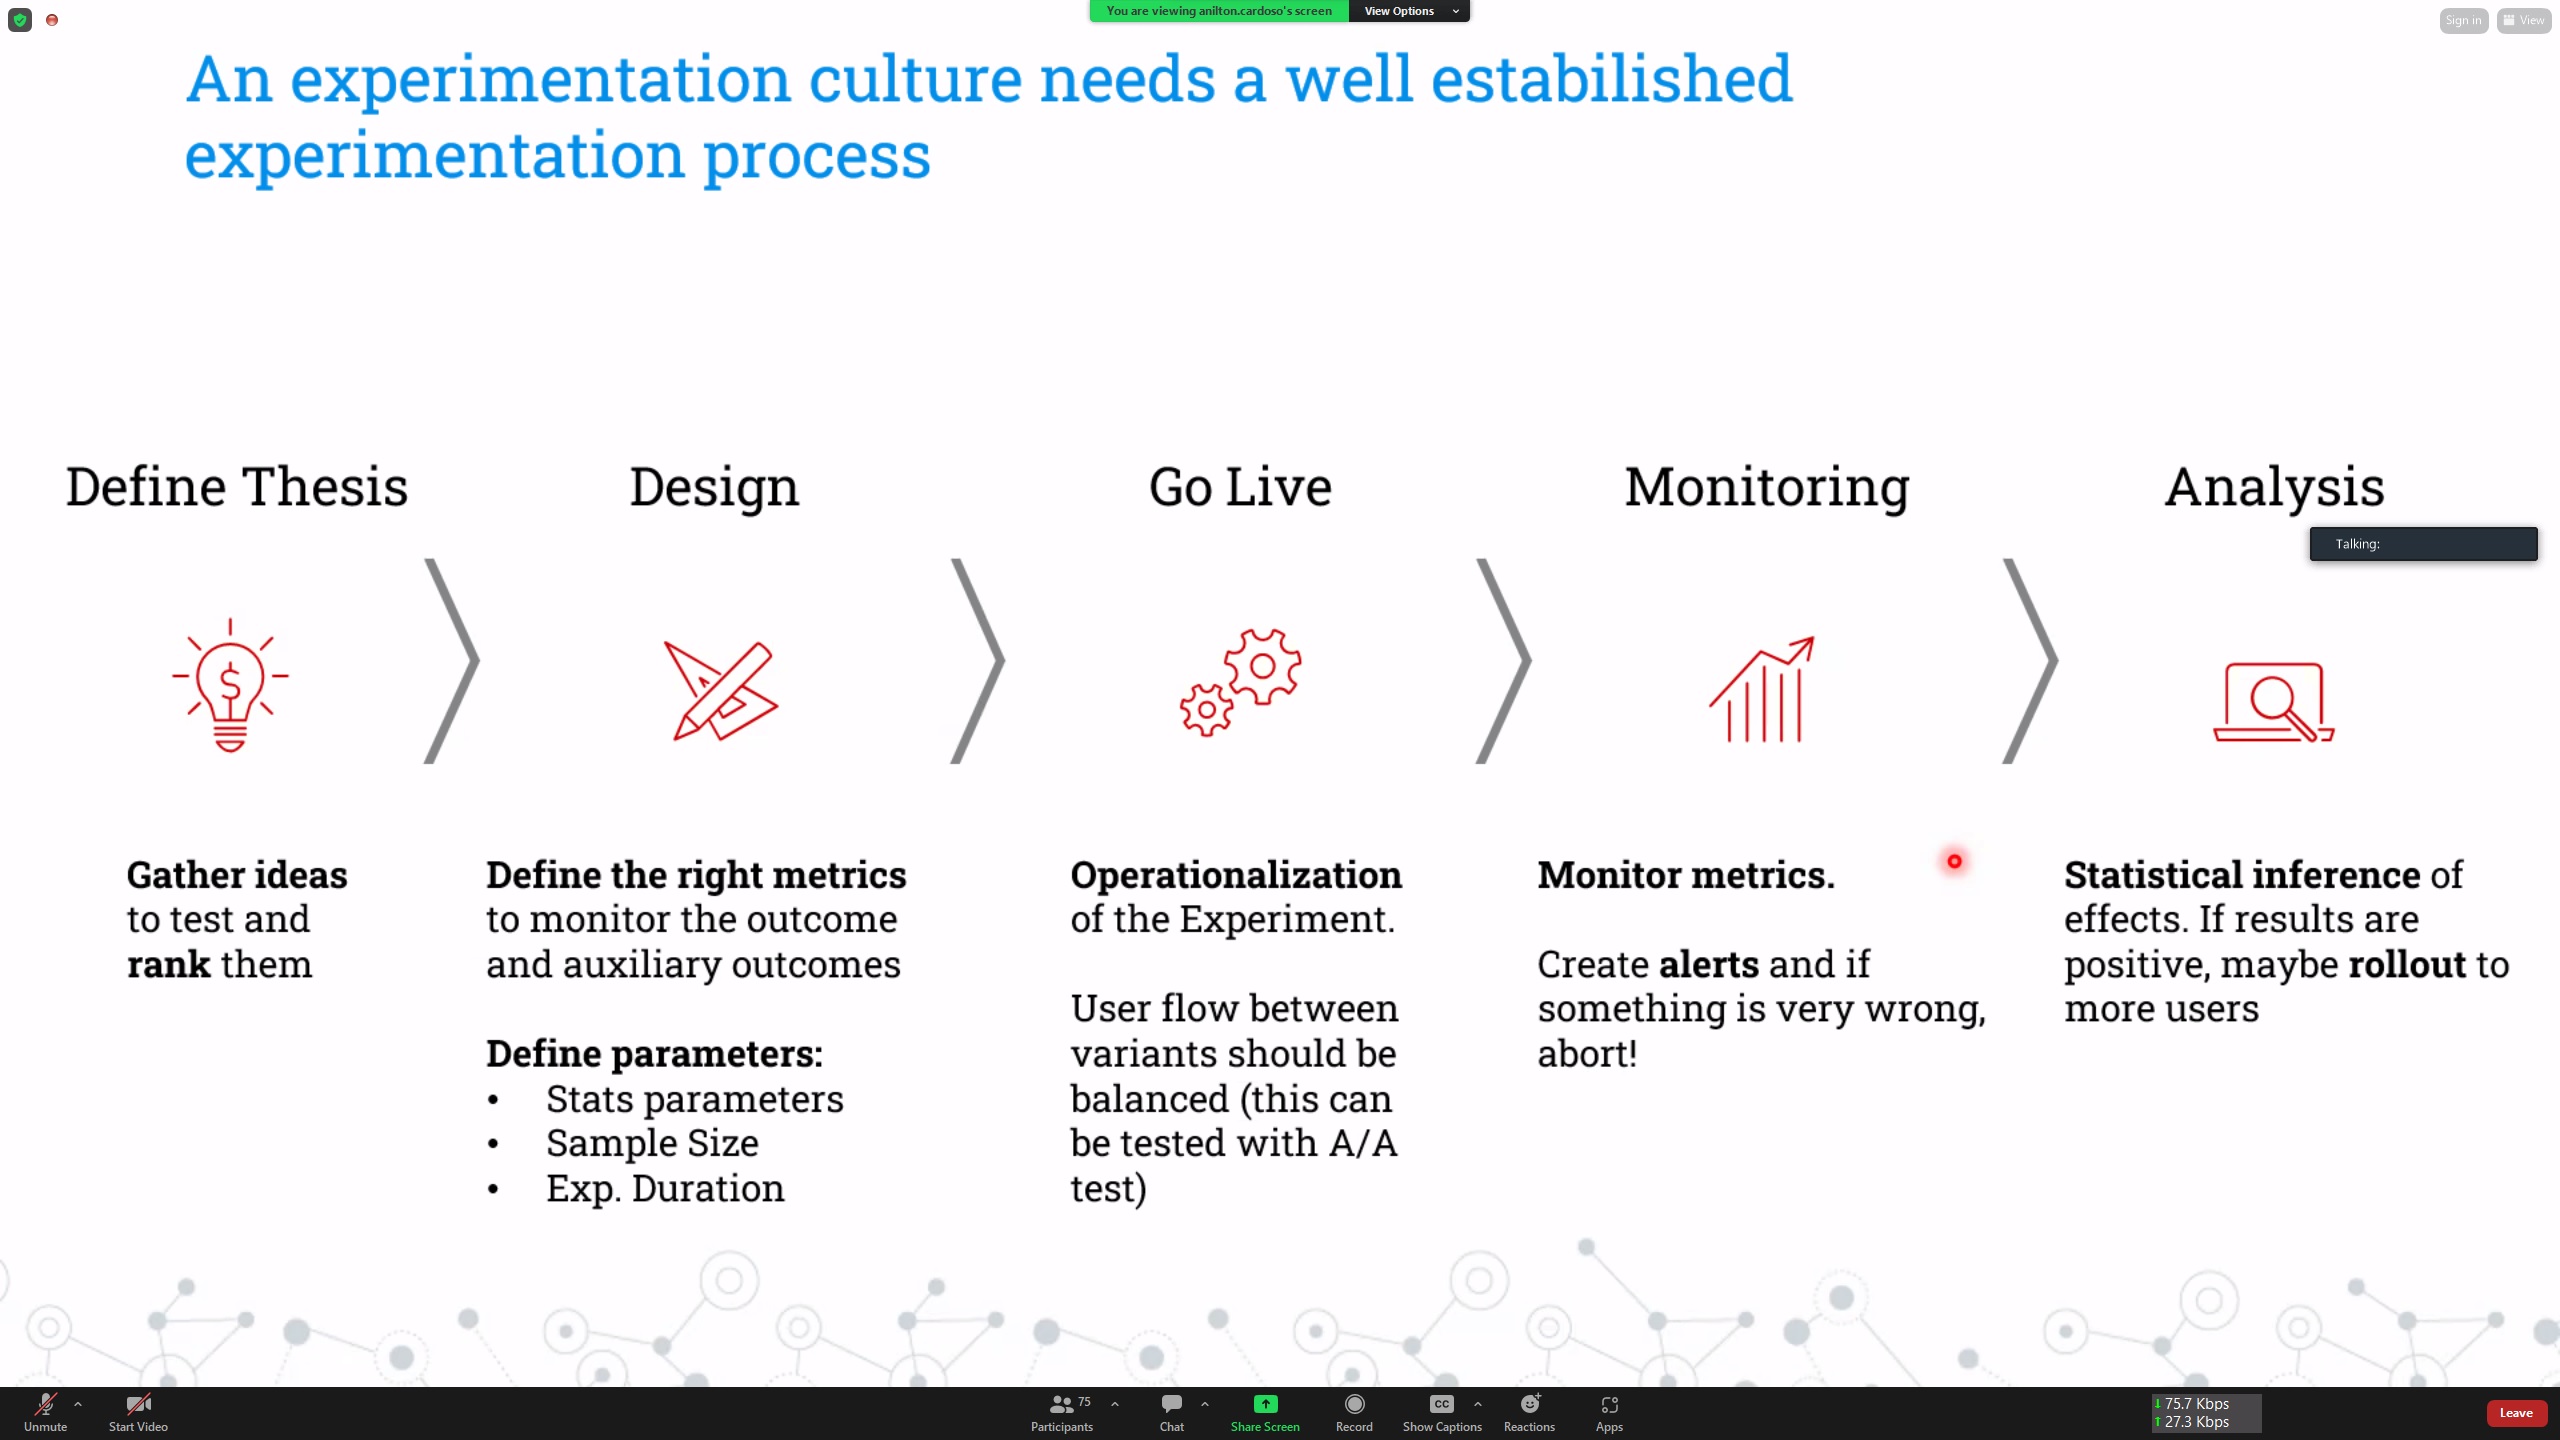 You are viewing anilton.cardoso's screen
View Options
Sign in
View
An experimentation culture needs a well estabilished
experimentation process
Define Thesis
Design
Go Live
Monitoring
Analysis
Talking:
$
Gather ideas
to test and
rank them
Define the right metrics
to monitor the outcome
and auxiliary outcomes
Define parameters:
• Stats parameters
• Sample Size
• Exp. Duration
Operationalization
of the Experiment.
User flow between
variants should be
balanced (this can
be tested with A/A
test)
Monitor metrics.
Create alerts and if
something is very wrong,
abort!
Statistical inference of
effects. If results are
positive, maybe rollout to
more users
Unmute
Start Video
75
Participants
Chat
Share Screen
Record
CC
Show Captions
Reactions
Apps
↓ 75.7 Kbps
↑ 27.3 Kbps
Leave